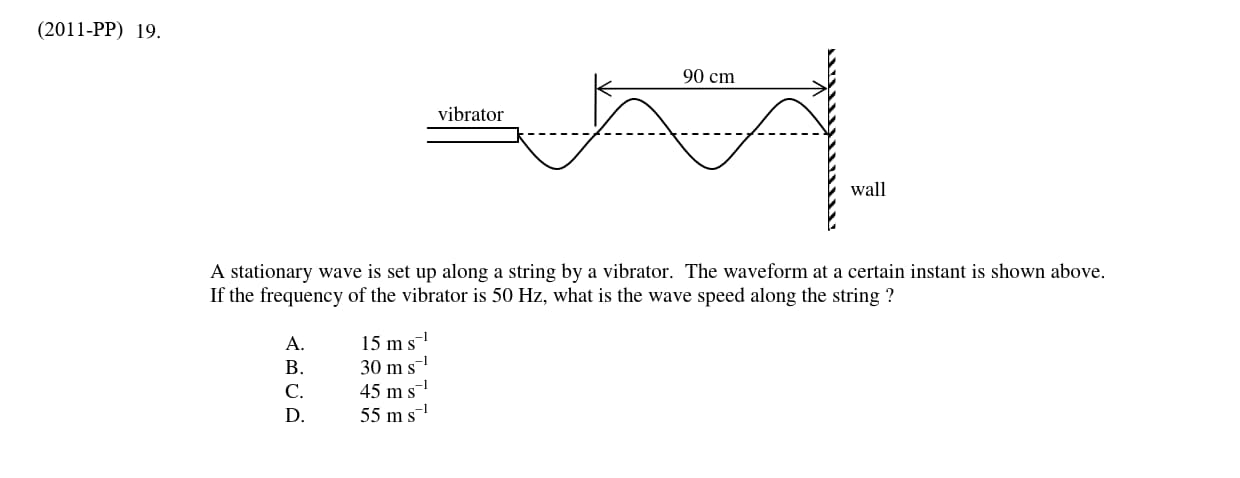 (2011-PP) 19.
90 cm
vibrator
wall
A stationary wave is set up along a string by a vibrator. The waveform at a certain instant is shown above.
If the frequency of the vibrator is 50 Hz, what is the wave speed along the string ?
A. 15 m s⁻¹
B. 30 m s⁻¹
C. 45 m s⁻¹
D. 55 m s⁻¹